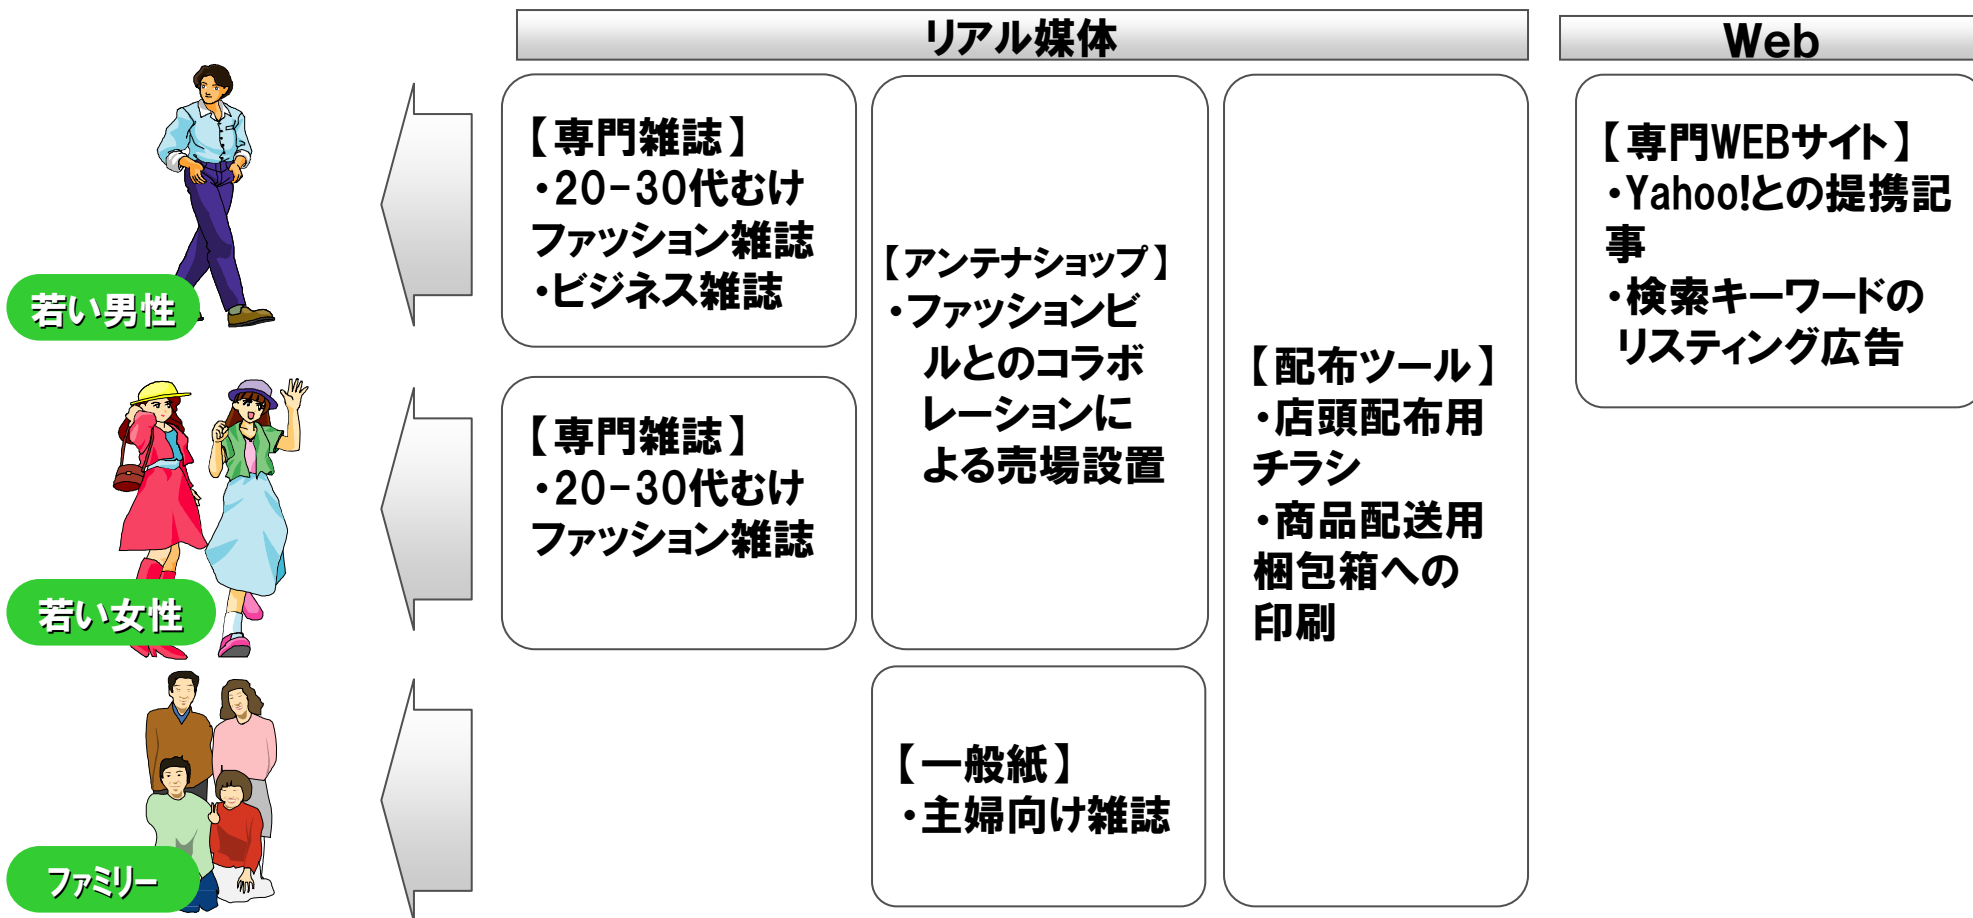 リアル媒体
Web
若い男性
【専門雑誌】
・20-30代むけ
ファッション雑誌
・ビジネス雑誌
【アンテナショップ】
・ファッションビ
ルとのコラボ
レーションに
よる売場設置
【配布ツール】
・店頭配布用
チラシ
・商品配送用
梱包箱への
印刷
【専門WEBサイト】
・Yahoo!との提携記
事
・検索キーワードの
リスティング広告
若い女性
【専門雑誌】
・20-30代むけ
ファッション雑誌
ファミリー
【一般紙】
・主婦向け雑誌